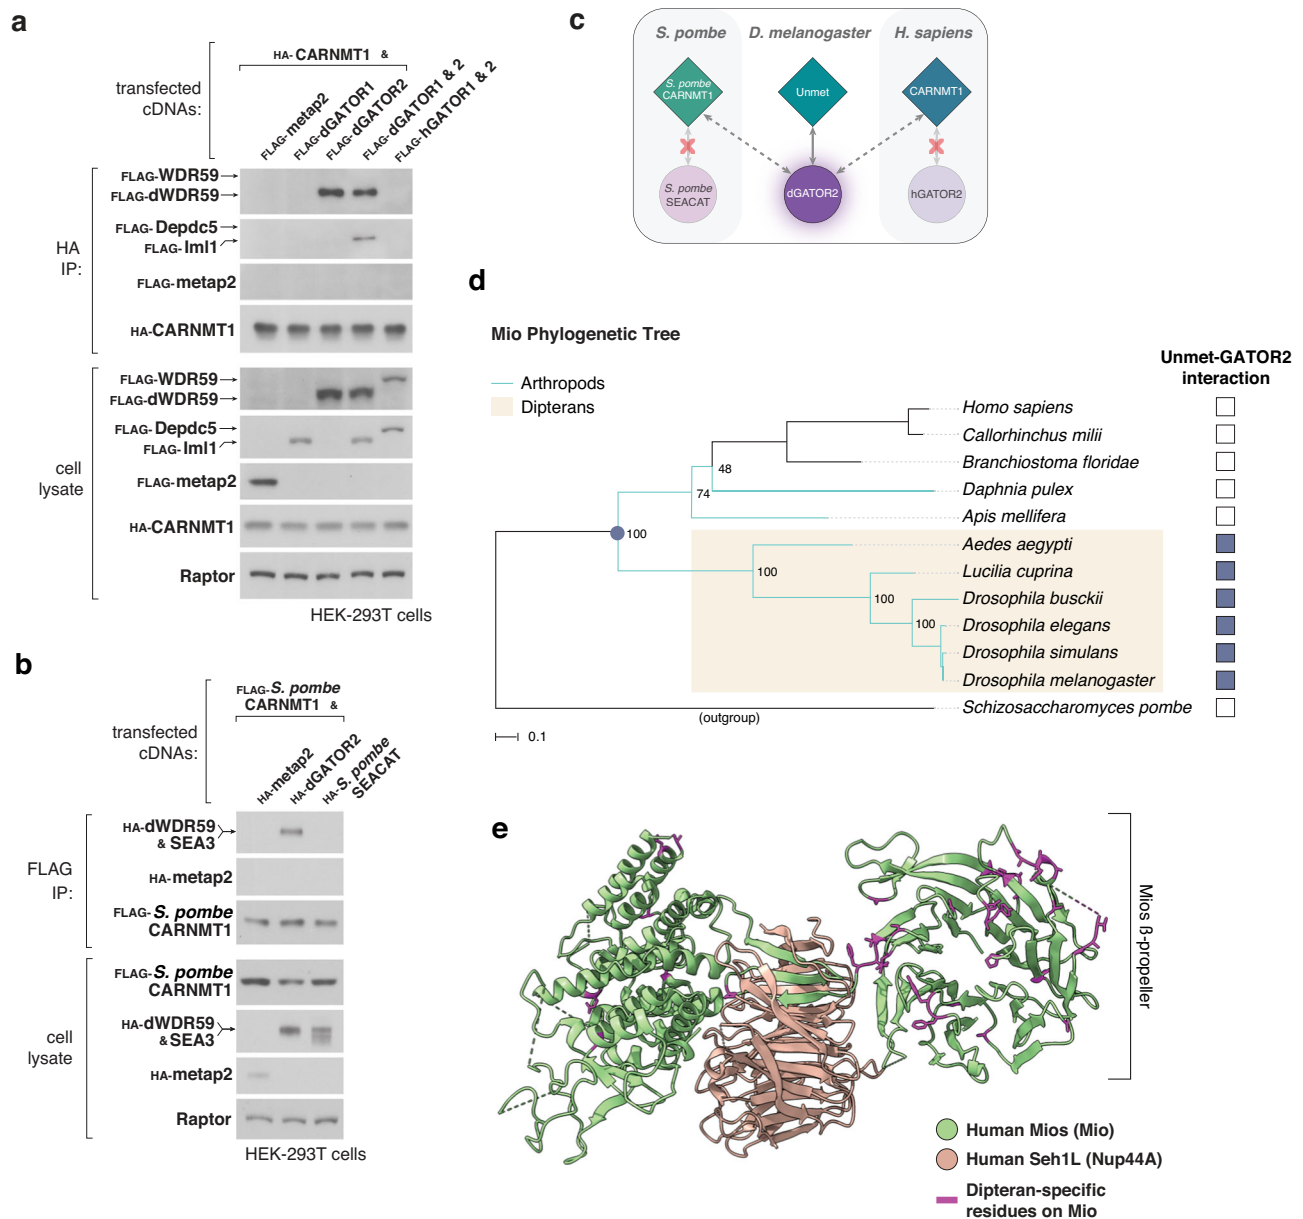 a
HA-CARNMT1 &
transfected
cDNAs:
FLAG-metap2
FLAG-dGATOR1
FLAG-dGATOR2
FLAG-dGATOR1 & 2
FLAG-hGATOR1 & 2
HA
IP:
FLAG-WDR59
FLAG-dWDR59
FLAG-Depdc5
FLAG-Iml1
FLAG-metap2
HA-CARNMT1
cell
lysate
FLAG-WDR59
FLAG-dWDR59
FLAG-Depdc5
FLAG-Iml1
FLAG-metap2
HA-CARNMT1
Raptor
HEK-293T cells
b
FLAG-S. pombe
CARNMT1 &
transfected
cDNAs:
HA-metap2
HA-dGATOR2
HA-S. pombe
SEACAT
FLAG
IP:
HA-dWDR59
& SEA3
HA-metap2
FLAG-S. pombe
CARNMT1
cell
lysate
FLAG-S. pombe
CARNMT1
HA-dWDR59
& SEA3
HA-metap2
Raptor
HEK-293T cells
c
S. pombe
D. melanogaster
H. sapiens
S. pombe
CARNMT1
Unmet
CARNMT1
S. pombe
SEACAT
dGATOR2
hGATOR2
d
Mio Phylogenetic Tree
Unmet-GATOR2
interaction
Arthropods
Dipterans
Homo sapiens
Callorhinchus milii
Branchiostoma floridae
48
Daphnia pulex
74
Apis mellifera
100
Aedes aegypti
100
Lucilia cuprina
100
Drosophila busckii
100
Drosophila elegans
Drosophila simulans
Drosophila melanogaster
Schizosaccharomyces pombe
(outgroup)
0.1
e
Mios ß-propeller
Human Mios (Mio)
Human Seh1L (Nup44A)
Dipteran-specific
residues on Mio